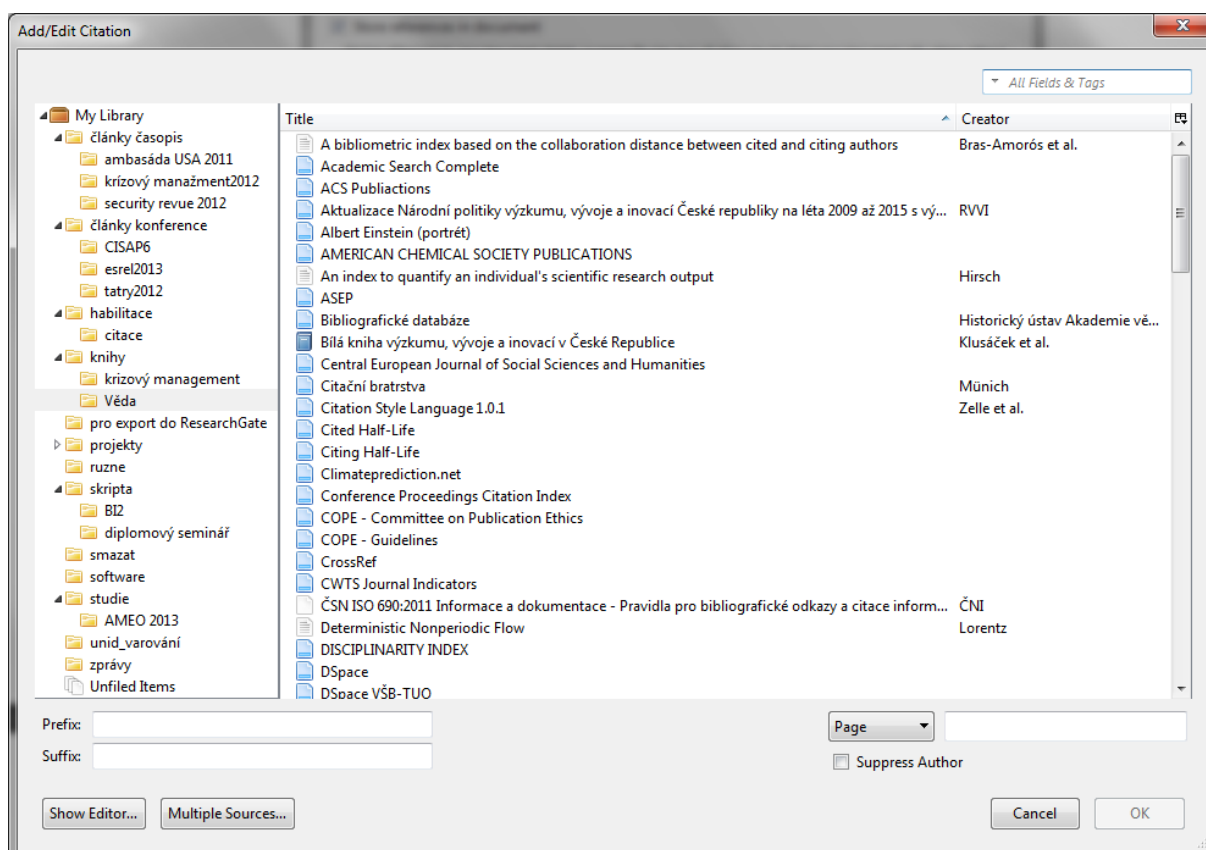 Add/Edit Citation
All Fields & Tags
My Library
články časopis
ambasáda USA 2011
krízový manažment2012
security revue 2012
články konference
CISAP6
esrel2013
tatry2012
habilitace
citace
knihy
krizový management
Věda
pro export do ResearchGate
projekty
ruzne
skripta
BI2
diplomový seminář
smazat
software
studie
AMEO 2013
unid_varování
zprávy
Unfiled Items
Title Creator
A bibliometric index based on the collaboration distance between cited and citing authors Bras-Amorós et al.
Academic Search Complete
ACS Publiactions
Aktualizace Národní politiky výzkumu, vývoje a inovací České republiky na léta 2009 až 2015 s vý... RVVI
Albert Einstein (portrét)
AMERICAN CHEMICAL SOCIETY PUBLICATIONS
An index to quantify an individual's scientific research output Hirsch
ASEP
Bibliografické databáze Historický ústav Akademie vě...
Bílá kniha výzkumu, vývoje a inovací v České Republice Klusáček et al.
Central European Journal of Social Sciences and Humanities
Citační bratrstva Münich
Citation Style Language 1.0.1 Zelle et al.
Cited Half-Life
Citing Half-Life
Climateprediction.net
Conference Proceedings Citation Index
COPE - Committee on Publication Ethics
COPE - Guidelines
CrossRef
CWTS Journal Indicators
ČSN ISO 690:2011 Informace a dokumentace - Pravidla pro bibliografické odkazy a citace inform... ČNI
Deterministic Nonperiodic Flow Lorentz
DISCIPLINARITY INDEX
DSpace
DSpace VŠB-TUO
Prefix:
Suffix:
Page
Suppress Author
Show Editor...
Multiple Sources...
Cancel
OK